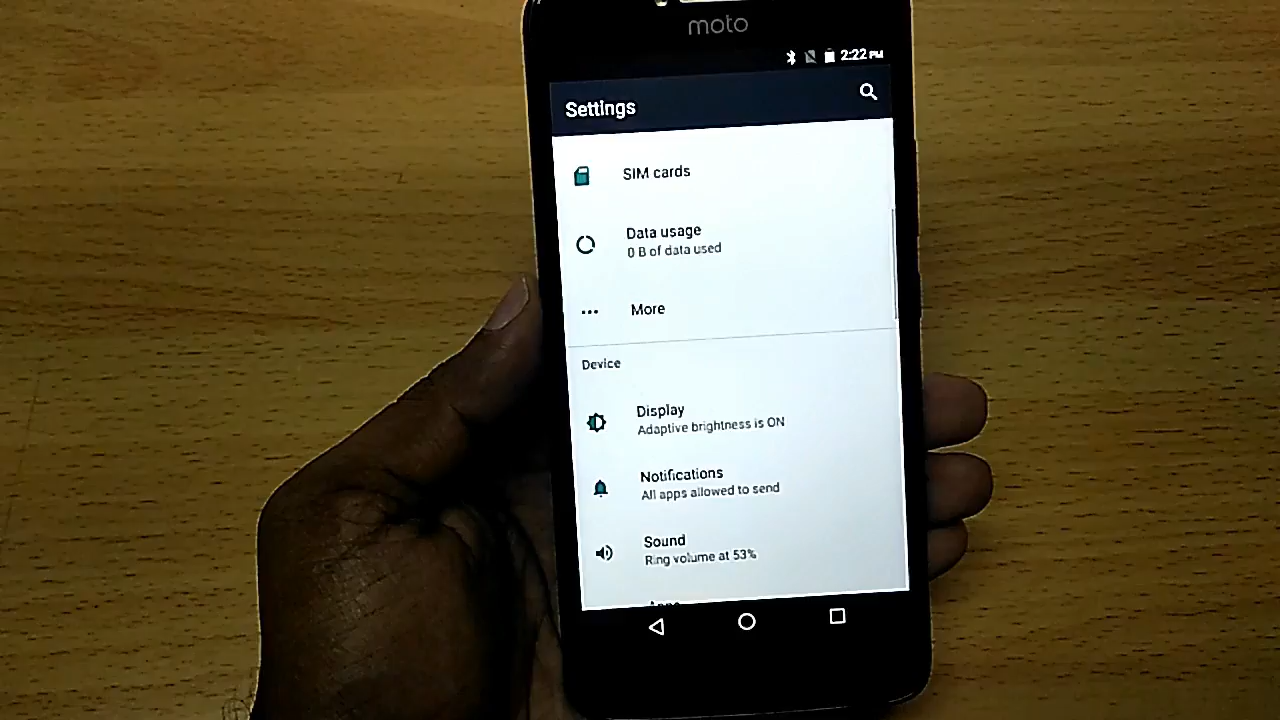 moto
2:22 PM
Settings
SIM cards
Data usage
0 B of data used
More
Device
Display
Adaptive brightness is ON
Notifications
All apps allowed to send
Sound
Ring volume at 53%